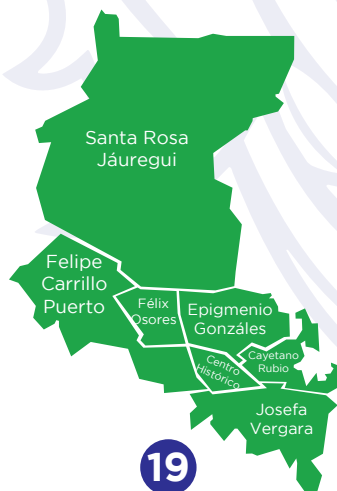 Santa Rosa
Jáuregui
Felipe
Carrillo
Puerto
Félix
Osores
Epigmenio
Gonzáles
Centro
Histórico
Cayetano
Rubio
Josefa
Vergara
19